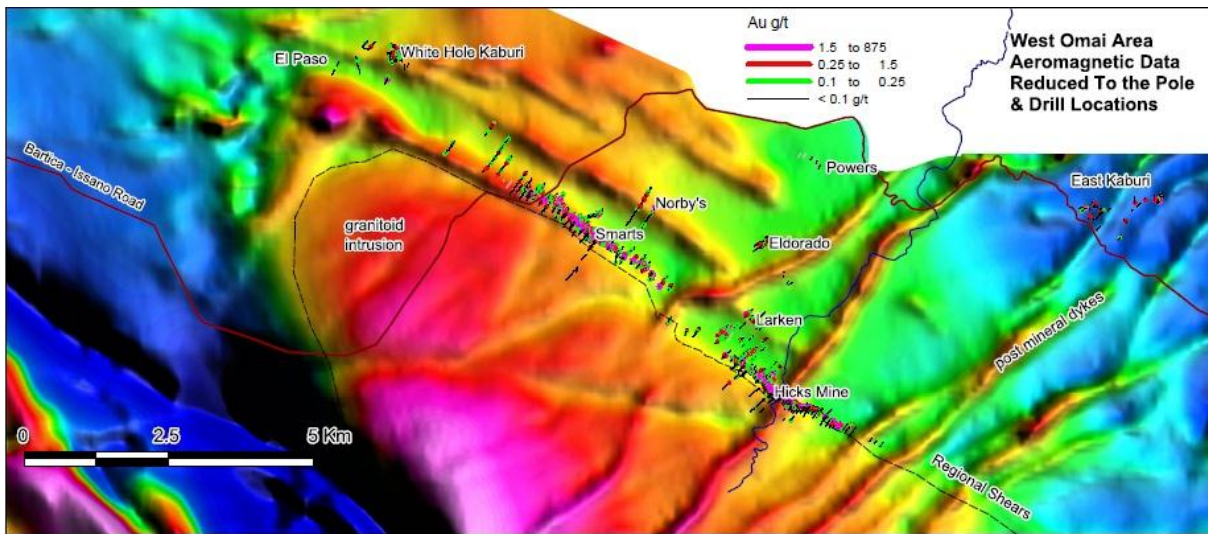 Au g/t
1.5 to 875
0.25 to 1.5
0.1 to 0.25
< 0.1 g/t
West Omai Area
Aeromagnetic Data
Reduced To the Pole
& Drill Locations
El Paso
White Hole Kaburi
Bartica - Issano Road
granitoid
intrusion
Norby's
Smarts
Powers
East Kaburi
Eldorado
Larken
Hicks Mine
post mineral dykes
Regional Shears
0 2.5 5 Km